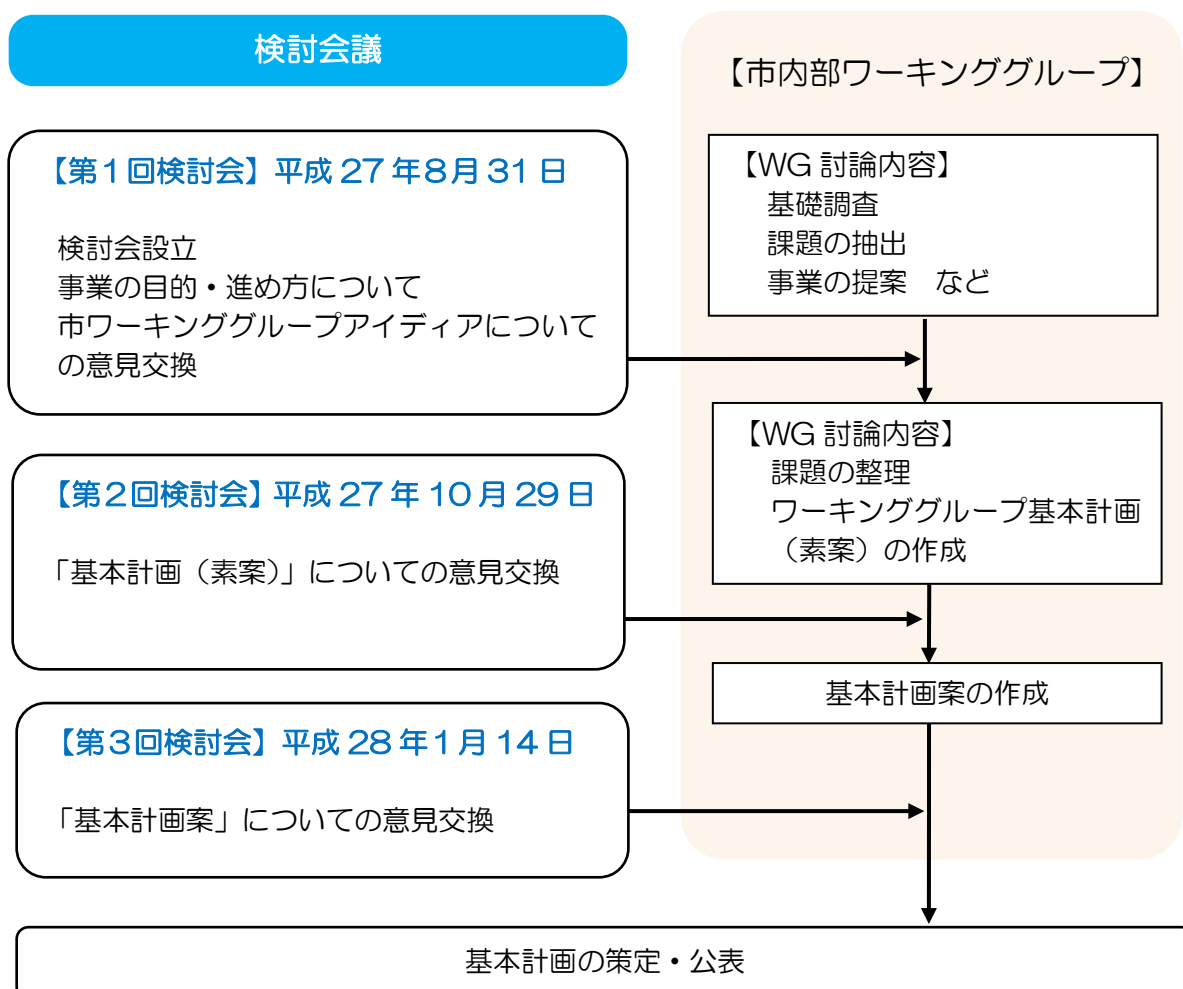 検討会議
【第1回検討会】平成 27 年8月 31 日
検討会設立
事業の目的・進め方について
市ワーキンググループアイディアについて
の意見交換
【第2回検討会】平成 27 年 10 月 29 日
「基本計画（素案）」についての意見交換
【第3回検討会】平成 28 年1月 14 日
「基本計画案」についての意見交換
【市内部ワーキンググループ】
【WG 討論内容】
基礎調査
課題の抽出
事業の提案　など
【WG 討論内容】
課題の整理
ワーキンググループ基本計画
（素案）の作成
基本計画案の作成
基本計画の策定・公表